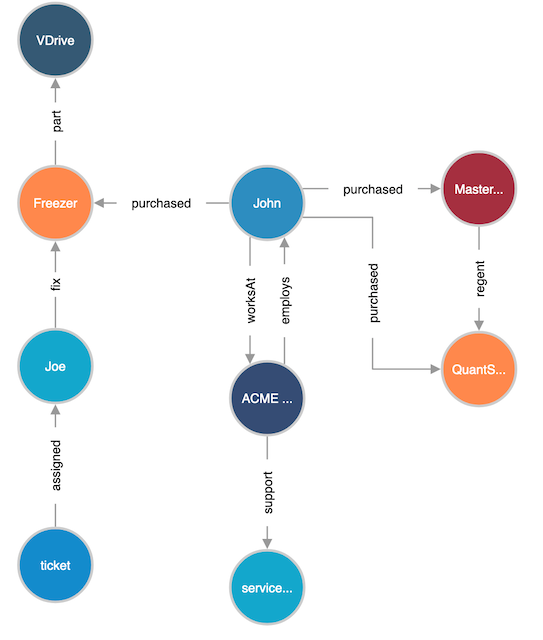 VDrive
part
Freezer
purchased
John
purchased
Master...
fix
worksAt
employs
purchased
regent
Joe
ACME ...
QuantS...
assigned
support
ticket
service...